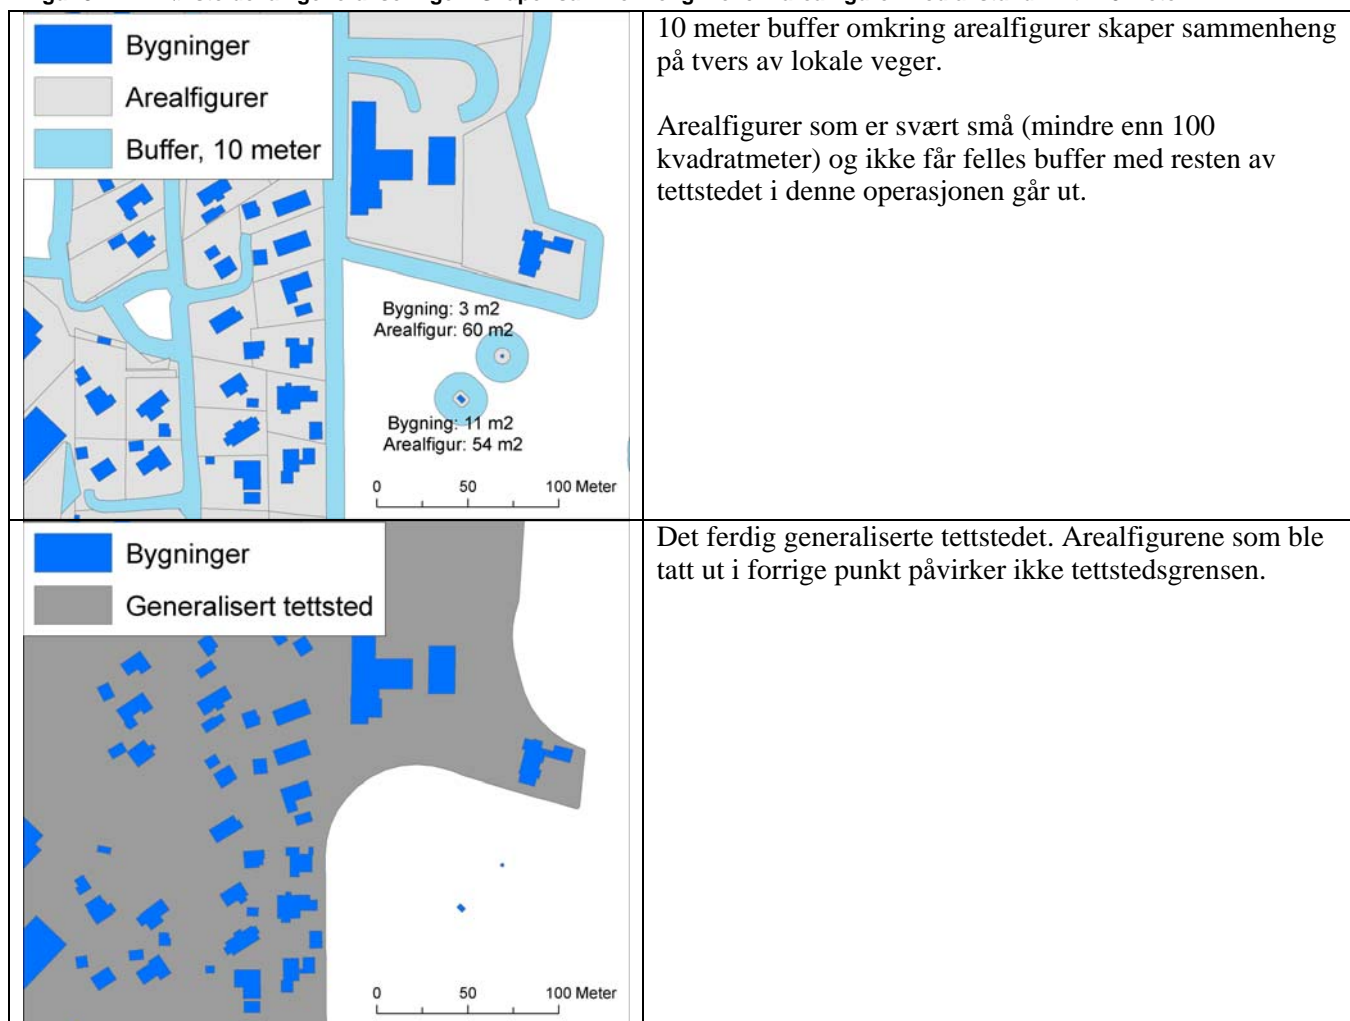 Bygninger
Arealfigurer
Buffer, 10 meter
Bygning: 3 m2
Arealfigur: 60 m2
Bygning: 11 m2
Arealfigur: 54 m2
0 50 100 Meter
10 meter buffer omkring arealfigurer skaper sammenheng
på tvers av lokale veger.
Arealfigurer som er svært små (mindre enn 100
kvadratmeter) og ikke får felles buffer med resten av
tettstedet i denne operasjonen går ut.
Bygninger
Generalisert tettsted
0 50 100 Meter
Det ferdig generaliserte tettstedet. Arealfigurene som ble
tatt ut i forrige punkt påvirker ikke tettstedsgrensen.